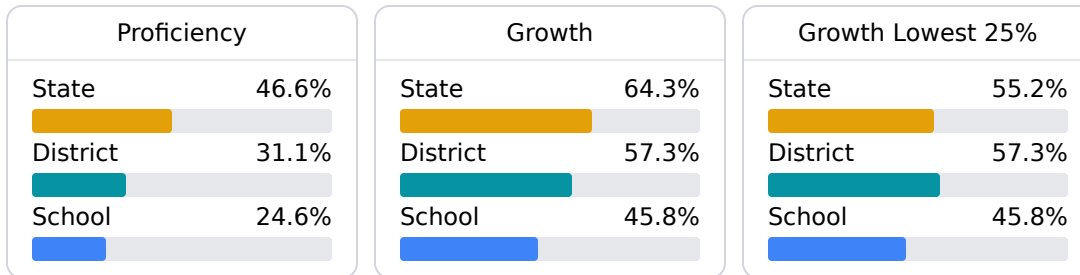 Proficiency
State 46.6%
District 31.1%
School 24.6%
Growth
State 64.3%
District 57.3%
School 45.8%
Growth Lowest 25%
State 55.2%
District 57.3%
School 45.8%